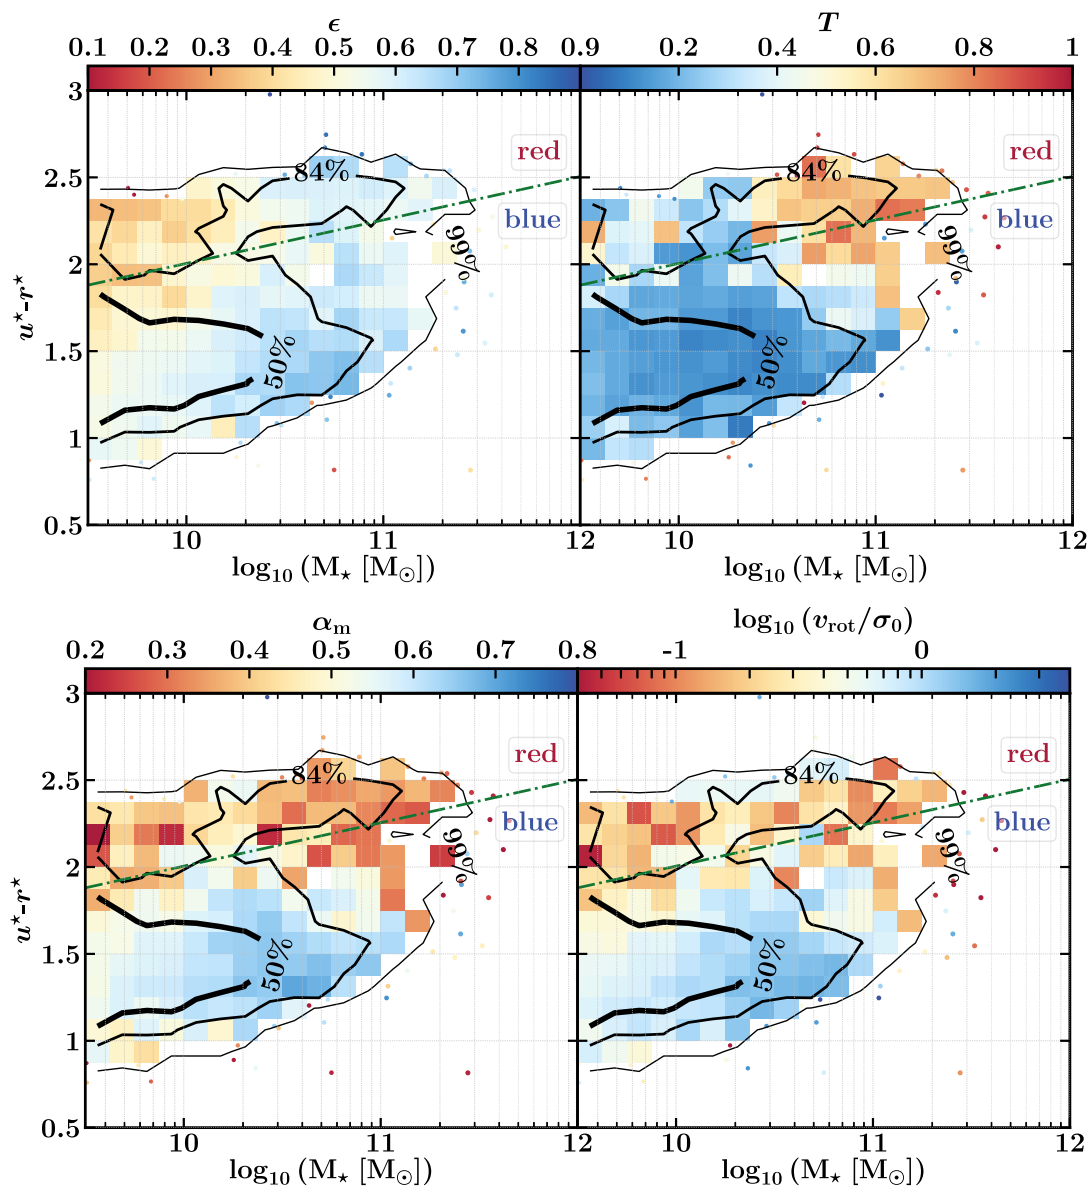 ϵ T
0.1 0.2 0.3 0.4 0.5 0.6 0.7 0.8 0.9 0.2 0.4 0.6 0.8 1
3
84% red 84% red
2.5
blue blue
99% 99%
2
u*-r*
1.5
50% 50%
1
0.5
10 11 12 10 11 12
log₁₀ (M⋆ [M⊙]) log₁₀ (M⋆ [M⊙])
αₘ log₁₀ (v_rot/σ₀)
0.2 0.3 0.4 0.5 0.6 0.7 0.8 -1 0
3
84% red 84% red
2.5
blue blue
99% 99%
2
u*-r*
1.5
50% 50%
1
0.5
10 11 12 10 11 12
log₁₀ (M⋆ [M⊙]) log₁₀ (M⋆ [M⊙])